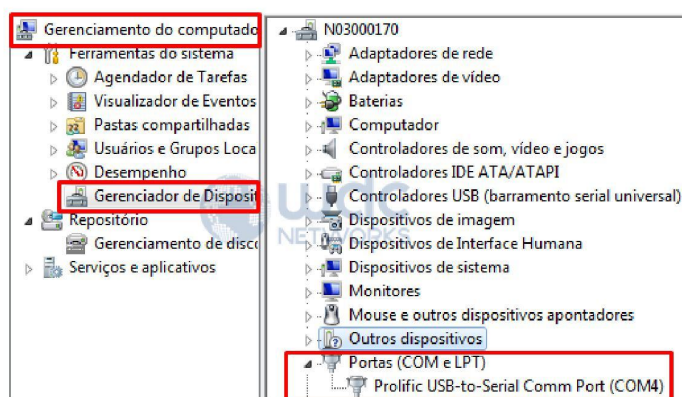 Gerenciamento do computado
Ferramentas do sistema
Agendador de Tarefas
Visualizador de Eventos
Pastas compartilhadas
Usuários e Grupos Loca
Desempenho
Gerenciador de Disposit
Repositório
Gerenciamento de disco
Serviços e aplicativos
N03000170
Adaptadores de rede
Adaptadores de vídeo
Baterias
Computador
Controladores de som, vídeo e jogos
Controladores IDE ATA/ATAPI
Controladores USB (barramento serial universal)
Dispositivos de imagem
Dispositivos de Interface Humana
Dispositivos de sistema
Monitores
Mouse e outros dispositivos apontadores
Outros dispositivos
Portas (COM e LPT)
Prolific USB-to-Serial Comm Port (COM4)
wdc
NETWORKS